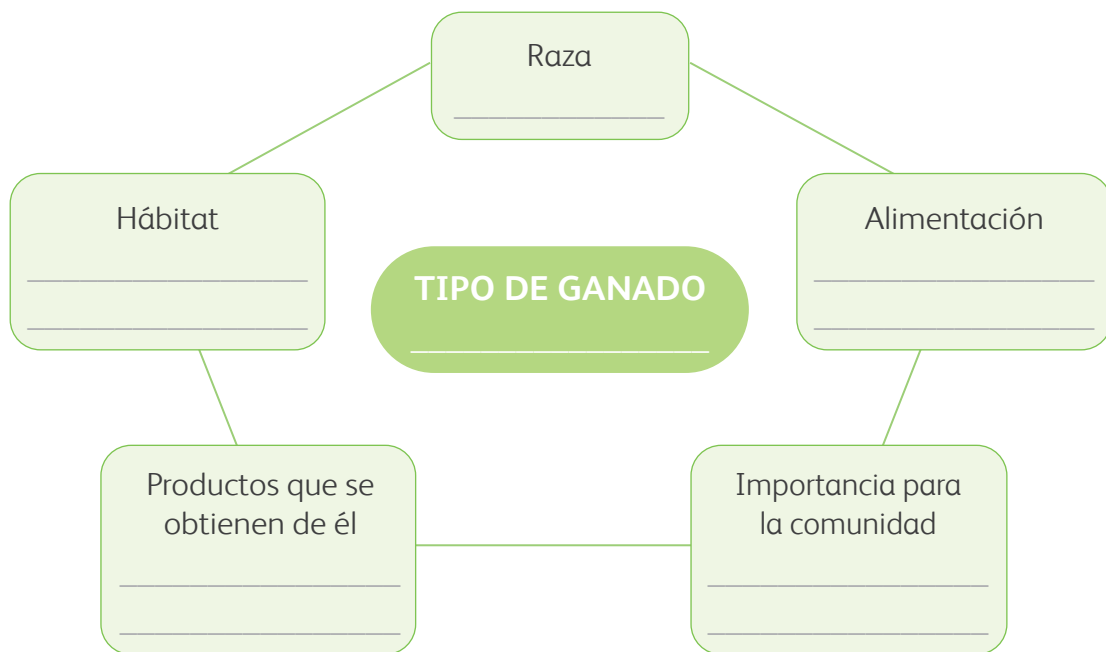 Raza
Hábitat
Alimentación
TIPO DE GANADO
Productos que se
obtienen de él
Importancia para
la comunidad